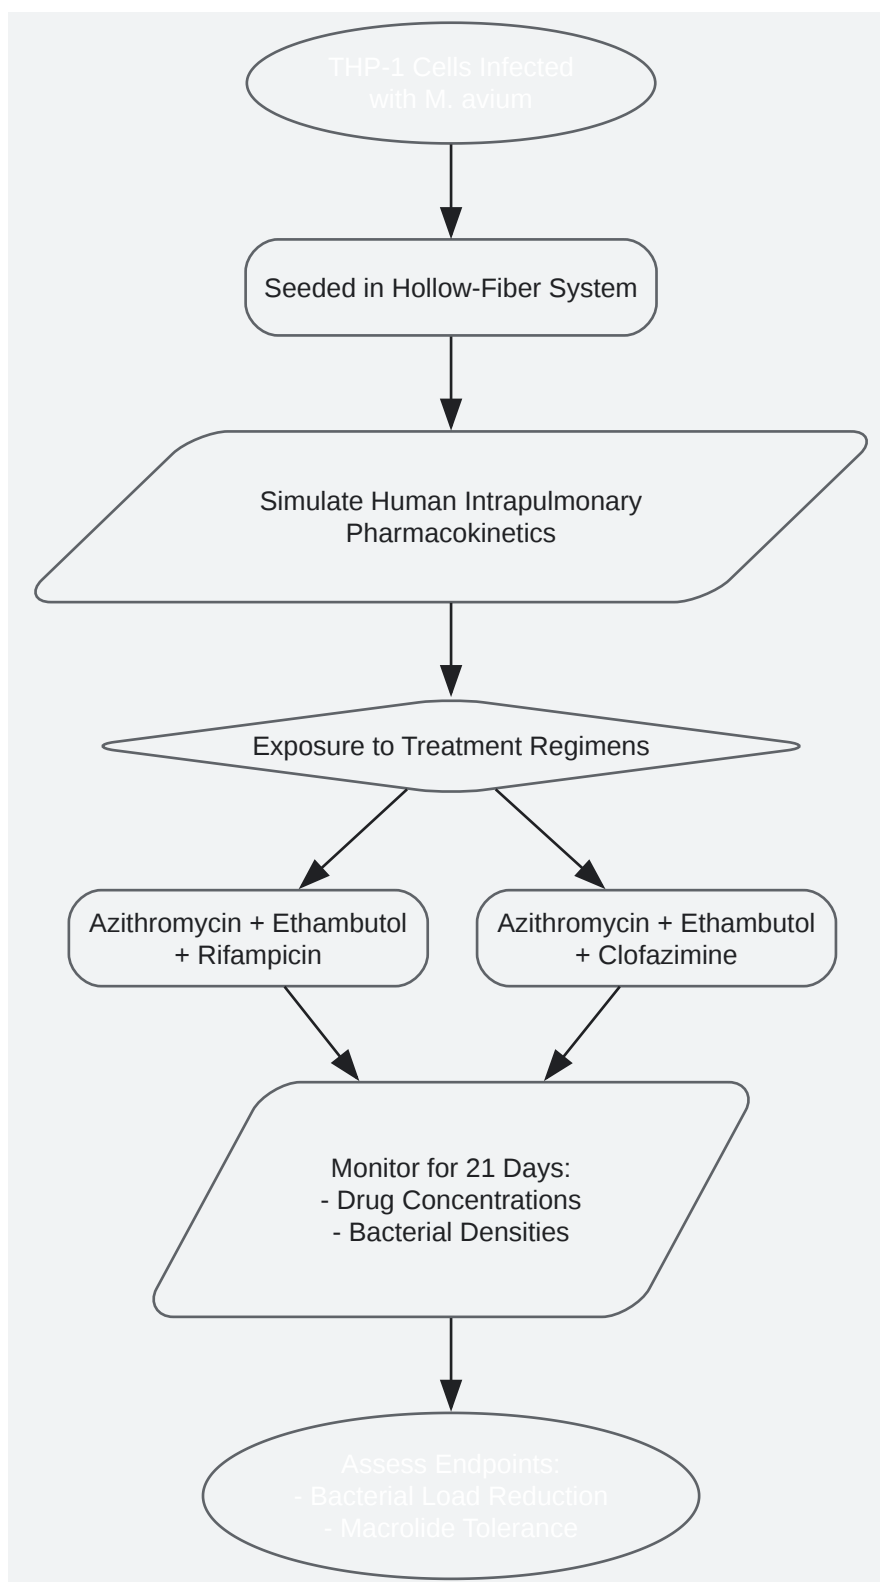 THP-1 Cells Infected
with M. avium
Seeded in Hollow-Fiber System
Simulate Human Intrapulmonary
Pharmacokinetics
Exposure to Treatment Regimens
Azithromycin + Ethambutol
+ Rifampicin
Azithromycin + Ethambutol
+ Clofazimine
Monitor for 21 Days:
- Drug Concentrations
- Bacterial Densities
Assess Endpoints:
- Bacterial Load Reduction
- Macrolide Tolerance